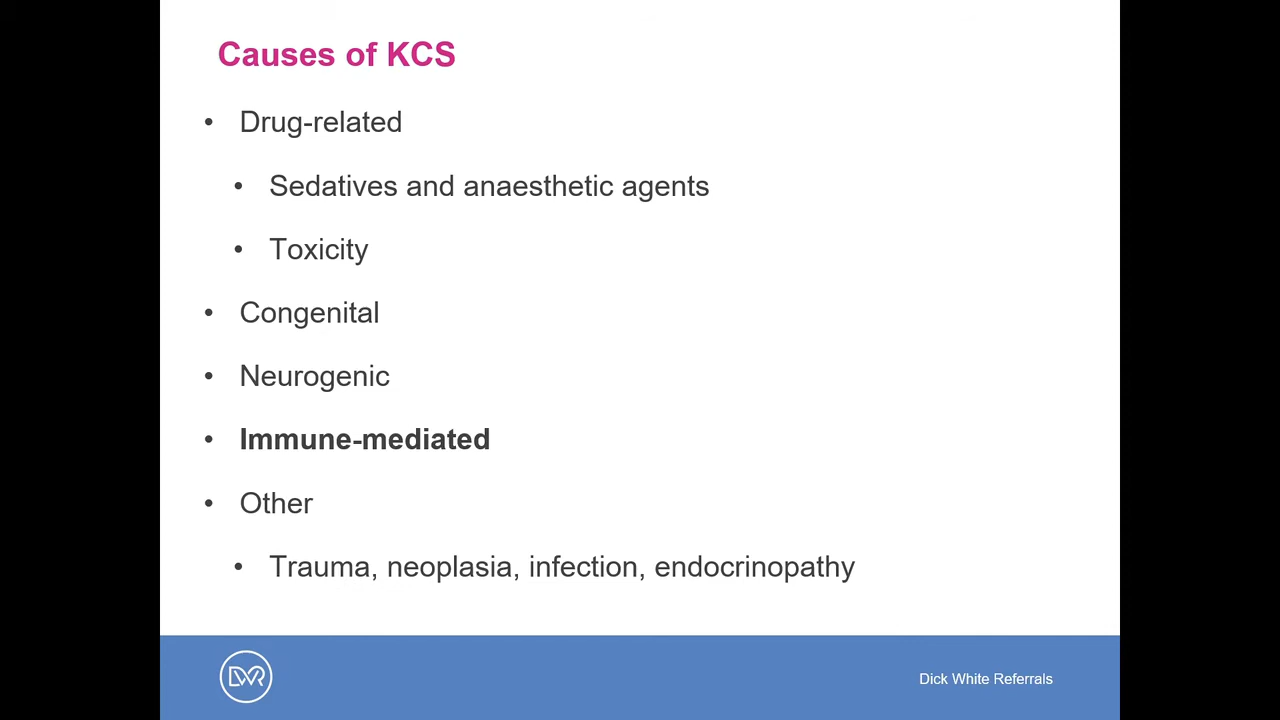 Causes of KCS
• Drug-related
• Sedatives and anaesthetic agents
• Toxicity
• Congenital
• Neurogenic
• Immune-mediated
• Other
• Trauma, neoplasia, infection, endocrinopathy
DWR
Dick White Referrals